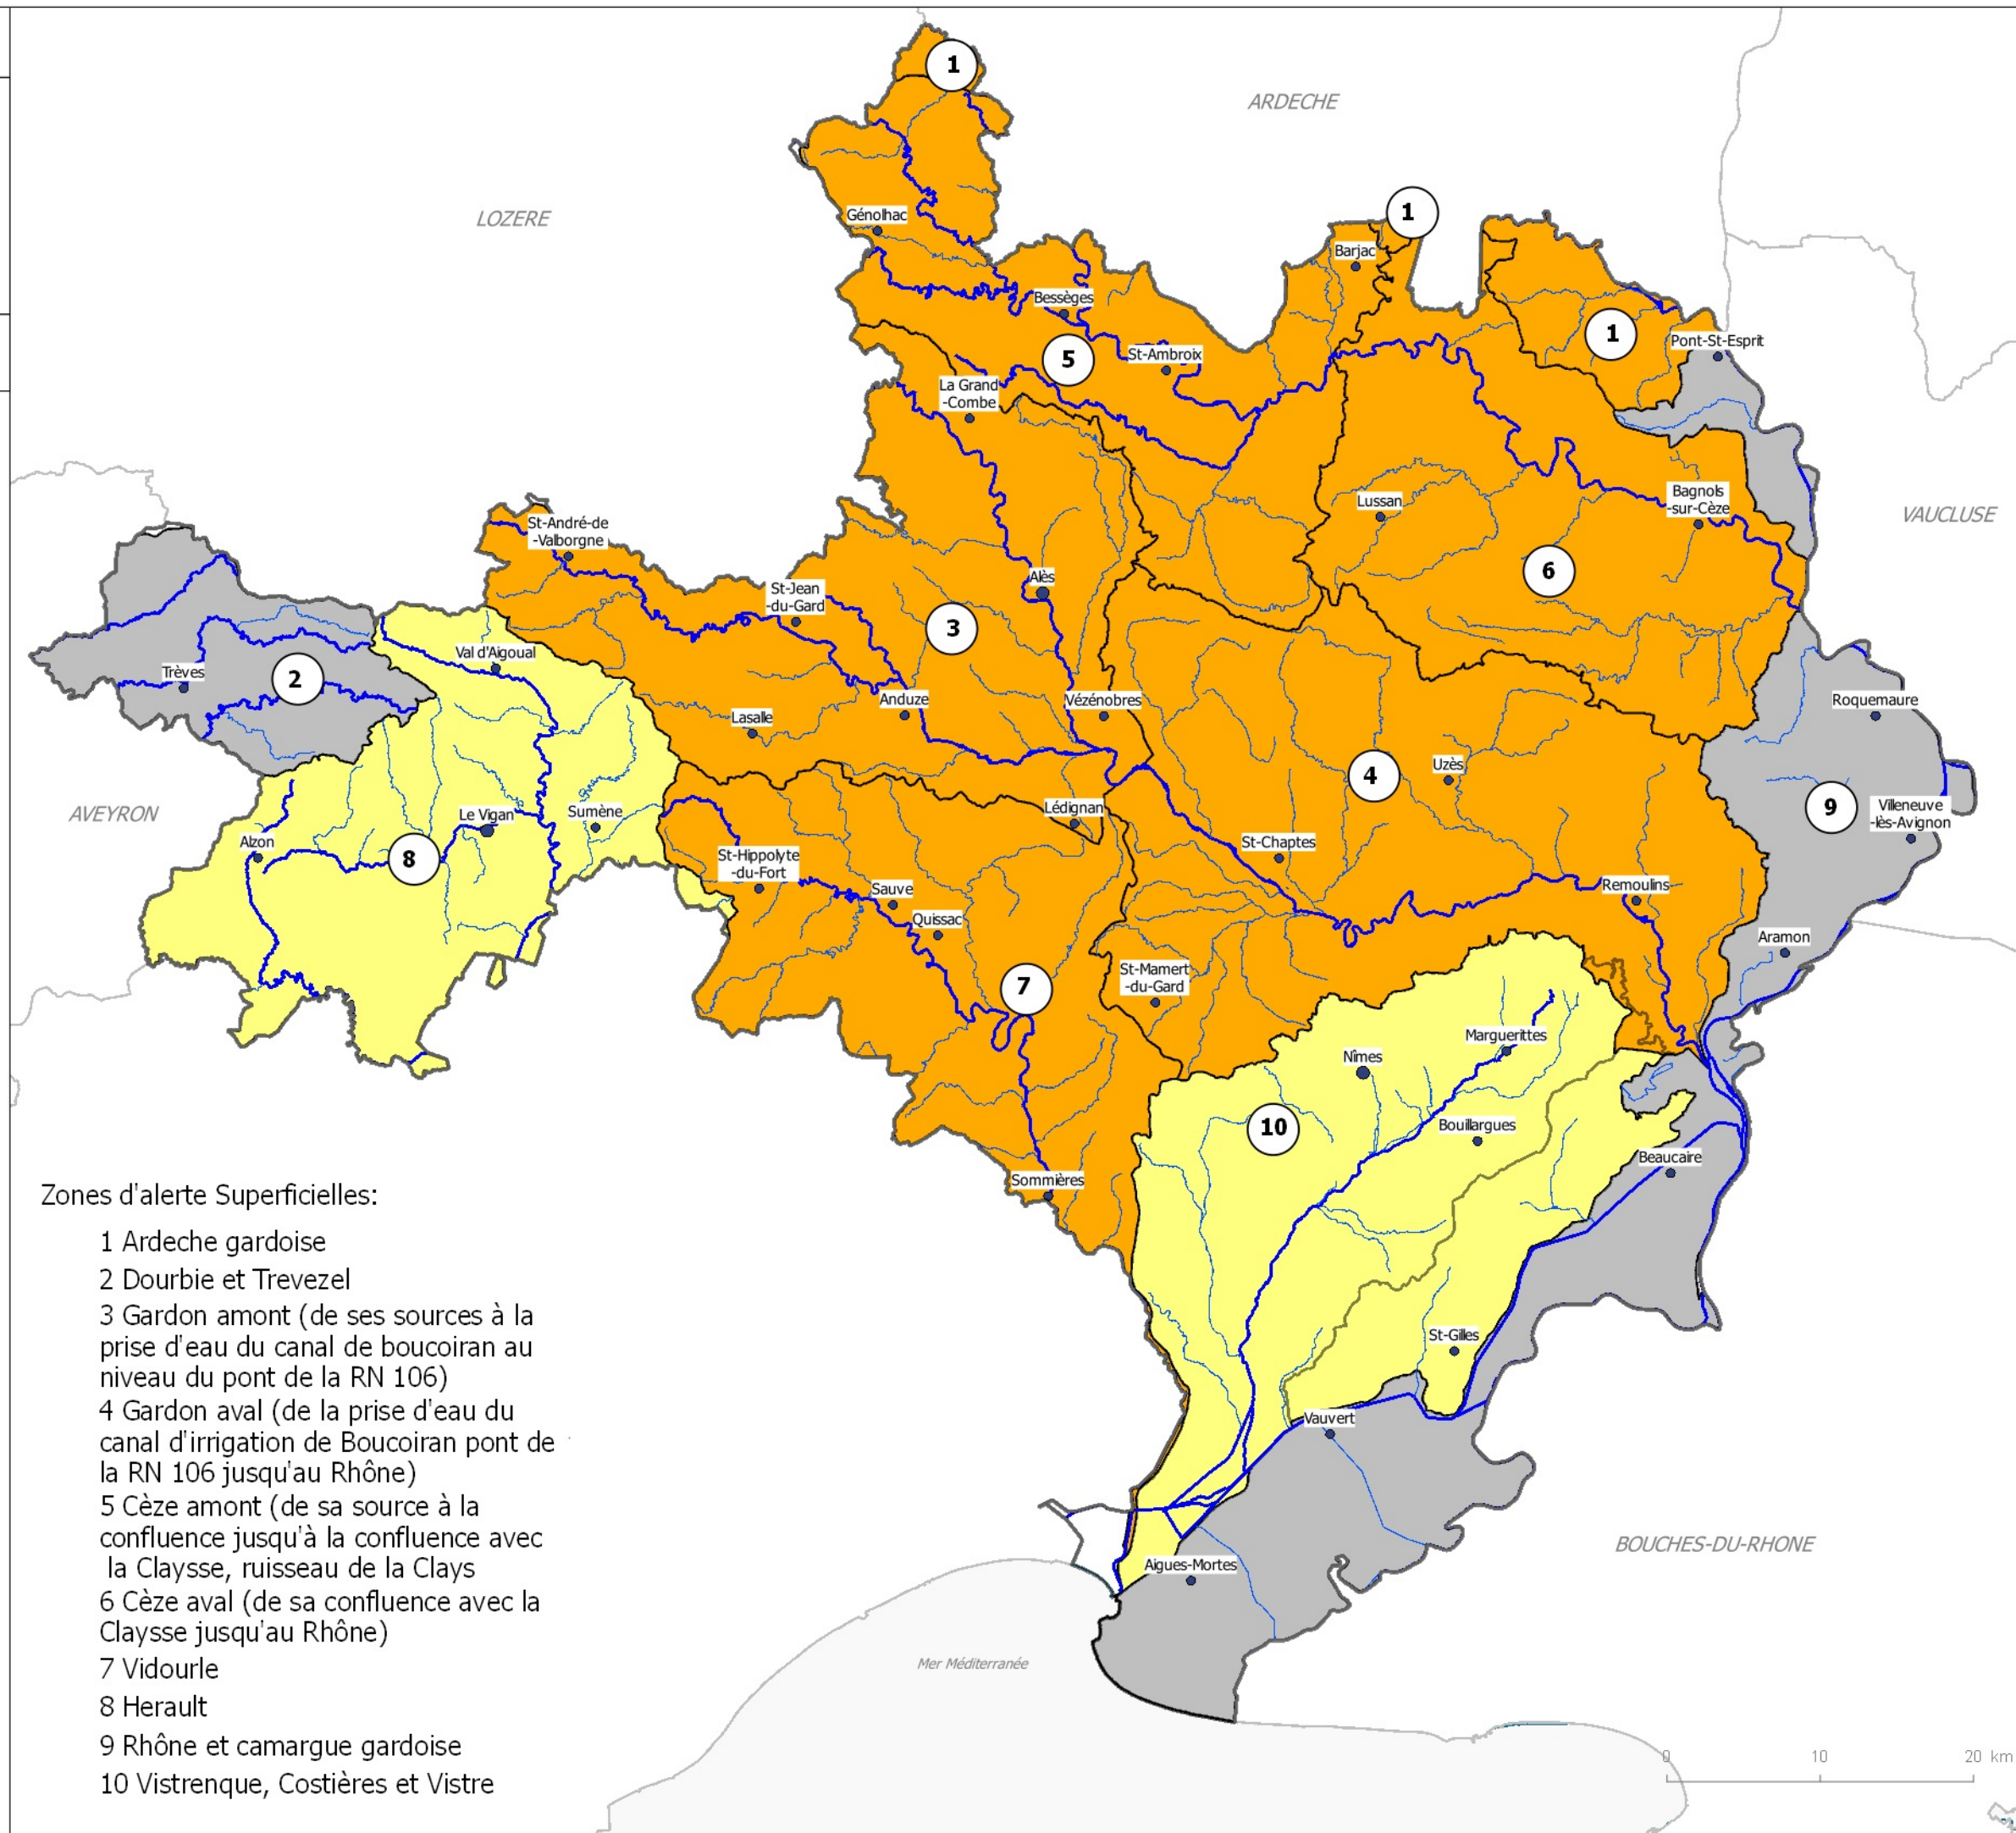 1
ARDECHE
LOZERE
1
Génolhac
Barjac
Bessèges
1
Pont-St-Esprit
5
St-Ambroix
La Grand
-Combe
Lussan
Bagnols
-sur-Cèze
VAUCLUSE
St-André-de
-Valborgne
6
Alès
St-Jean
-du-Gard
3
Val d'Aigoual
Trèves
2
Lasalle
Anduze
Vézénobres
Roquemaure
4
Uzès
AVEYRON
Le Vigan
Sumène
Lédignan
9
Villeneuve
-lès-Avignon
Alzon
8
St-Hippolyte
-du-Fort
St-Chaptes
Sauve
Remoulins
Quissac
Aramon
7
St-Mamert
-du-Gard
Marguerittes
Nîmes
10
Bouillargues
Beaucaire
Sommières
St-Gilles
Vauvert
Aigues-Mortes
BOUCHES-DU-RHONE
Mer Méditerranée
Zones d'alerte Superficielles:
1 Ardeche gardoise
2 Dourbie et Trevezel
3 Gardon amont (de ses sources à la
prise d'eau du canal de boucoiran au
niveau du pont de la RN 106)
4 Gardon aval (de la prise d'eau du
canal d'irrigation de Boucoiran pont de
la RN 106 jusqu'au Rhône)
5 Cèze amont (de sa source à la
confluence jusqu'à la confluence avec
la Claysse, ruisseau de la Clays
6 Cèze aval (de sa confluence avec la
Claysse jusqu'au Rhône)
7 Vidourle
8 Herault
9 Rhône et camargue gardoise
10 Vistrenque, Costières et Vistre
0 10 20 km